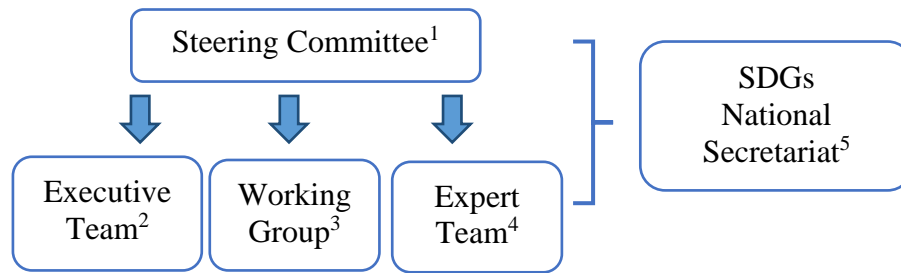 Steering Committee¹
SDGs
National
Secretariat⁵
Executive
Team²
Working
Group³
Expert
Team⁴